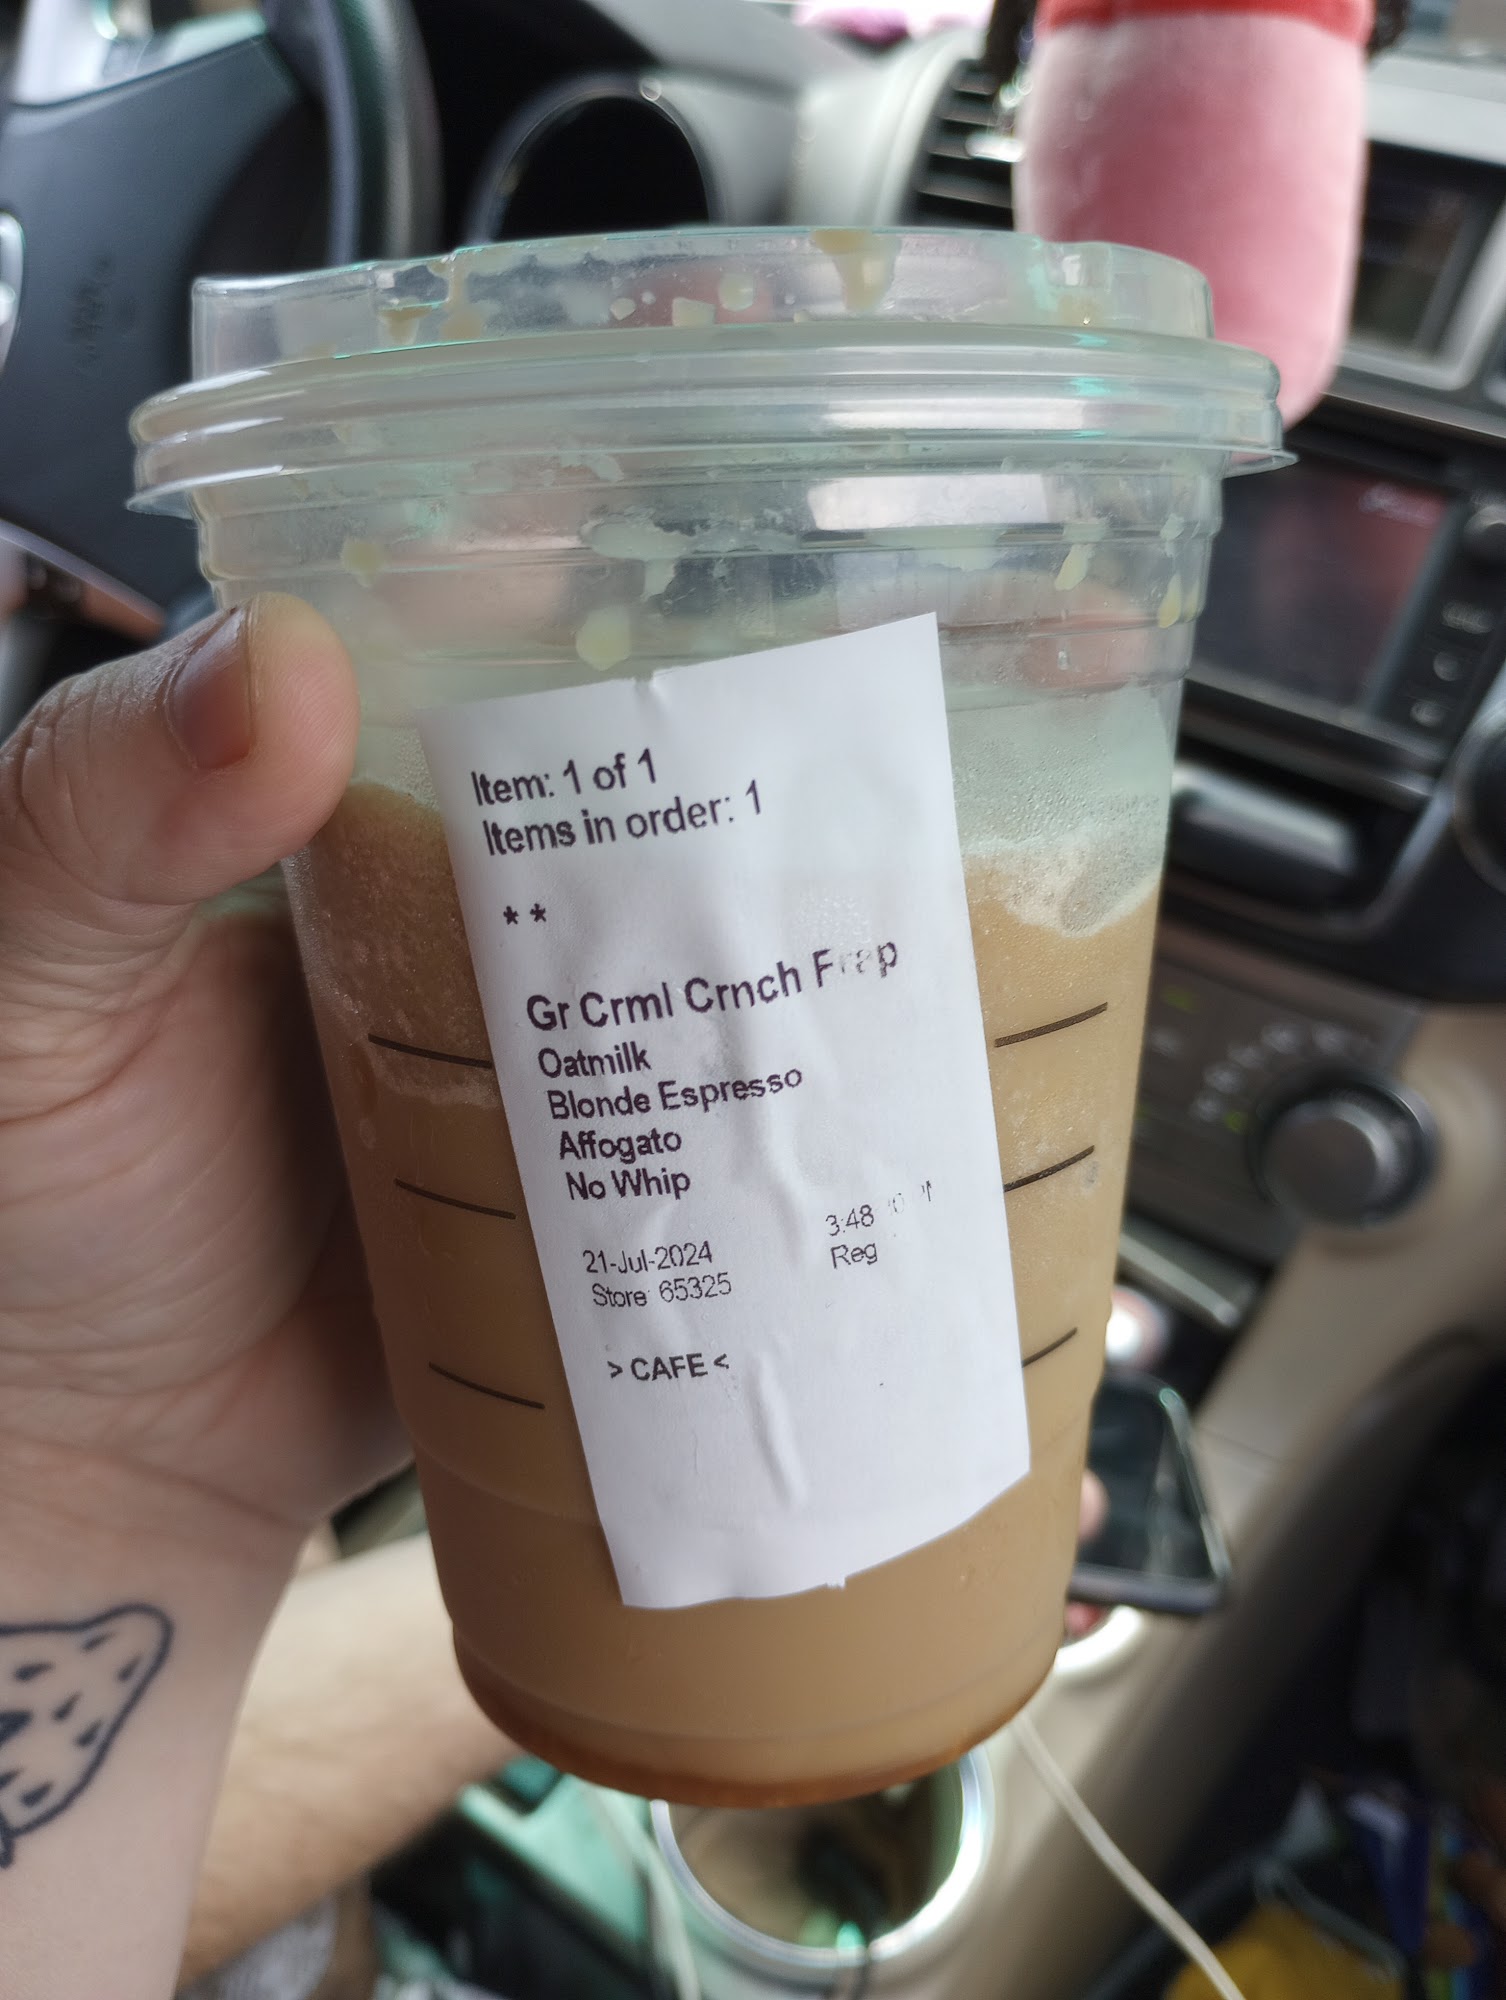 Item: 1 of 1
Items in order: 1
* *
Gr Crml Crnch Frap
Oatmilk
Blonde Espresso
Affogato
No Whip
21-Jul-2024 3:48
Store 65325 Reg
> CAFE <